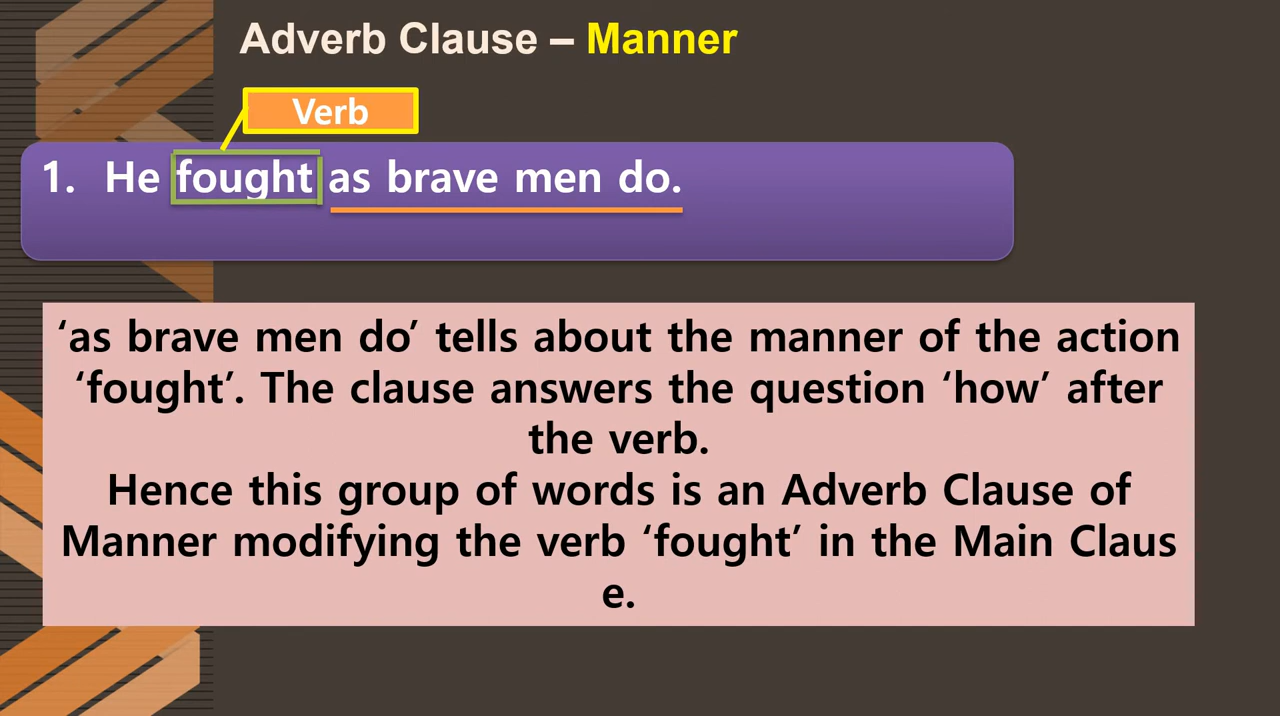 Adverb Clause – Manner
Verb
1. He fought as brave men do.
‘as brave men do’ tells about the manner of the action
‘fought’. The clause answers the question ‘how’ after
the verb.
Hence this group of words is an Adverb Clause of
Manner modifying the verb ‘fought’ in the Main Claus
e.